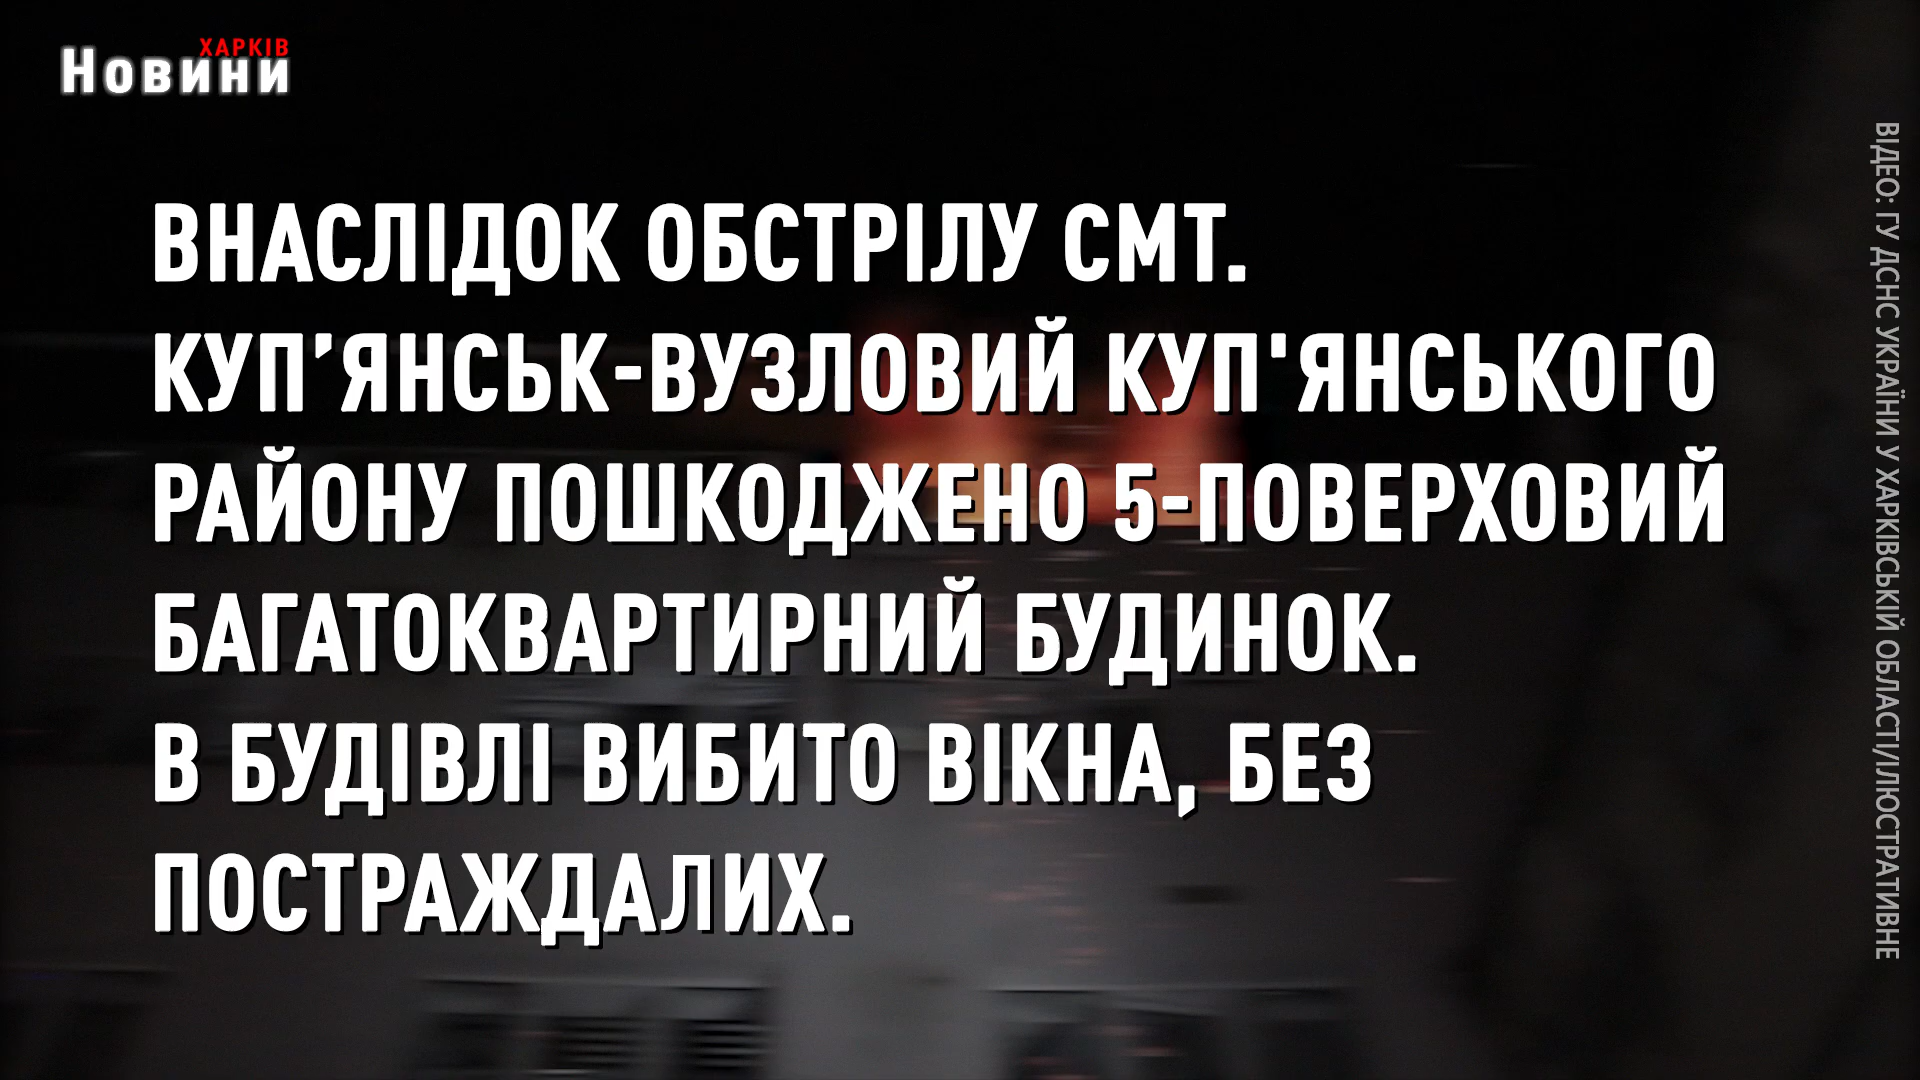 ХАРКІВ
Новини
ВНАСЛІДОК ОБСТРІЛУ СМТ.
КУП’ЯНСЬК-ВУЗЛОВИЙ КУП'ЯНСЬКОГО
РАЙОНУ ПОШКОДЖЕНО 5-ПОВЕРХОВИЙ
БАГАТОКВАРТИРНИЙ БУДИНОК.
В БУДІВЛІ ВИБИТО ВІКНА, БЕЗ
ПОСТРАЖДАЛИХ.
ВІДЕО: ГУ ДСНС УКРАЇНИ У ХАРКІВСЬКІЙ ОБЛАСТІ/ІЛЮСТРАТИВНЕ